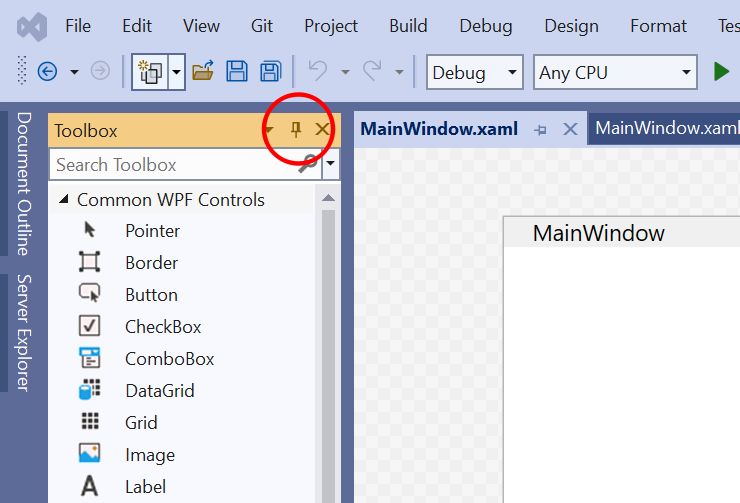 File Edit View Git Project Build Debug Design Format
Debug Any CPU
Document Outline
Server Explorer
Toolbox
Search Toolbox
Common WPF Controls
Pointer
Border
Button
CheckBox
ComboBox
DataGrid
Grid
Image
Label
MainWindow.xaml MainWindow.xaml
MainWindow